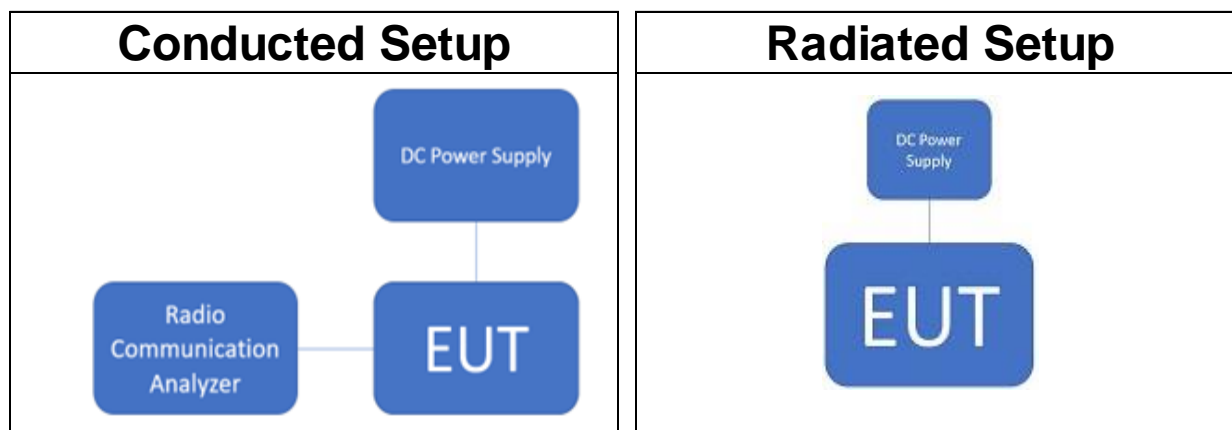 Conducted Setup
DC Power Supply
Radio
Communication
Analyzer
EUT
Radiated Setup
DC Power
Supply
EUT